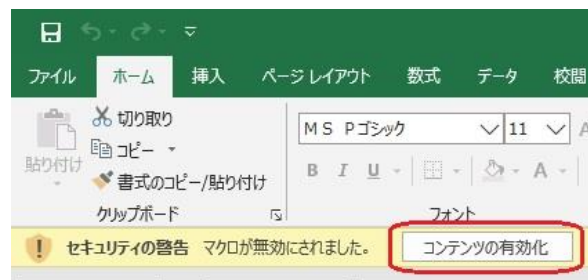 ファイル ホーム 挿入 ページ レイアウト 数式 データ 校閲
切り取り
コピー
貼り付け
書式のコピー/貼り付け
クリップボード
MS Pゴシック 11 A
B I U A
フォント
セキュリティの警告 マクロが無効にされました。 コンテンツの有効化